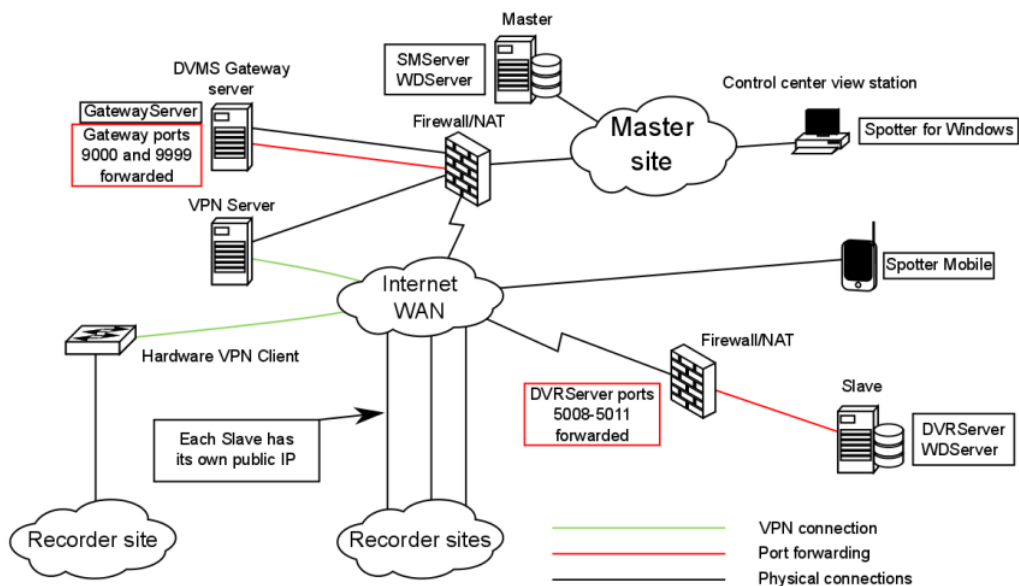 Master
SMServer
WDServer
DVMS Gateway
server
GatewayServer
Gateway ports
9000 and 9999
forwarded
Firewall/NAT
Master
site
Control center view station
Spotter for Windows
VPN Server
Internet
WAN
Spotter Mobile
Hardware VPN Client
Firewall/NAT
DVRServer ports
5008-5011
forwarded
Slave
DVRServer
WDServer
Each Slave has
its own public IP
Recorder site
Recorder sites
VPN connection
Port forwarding
Physical connections